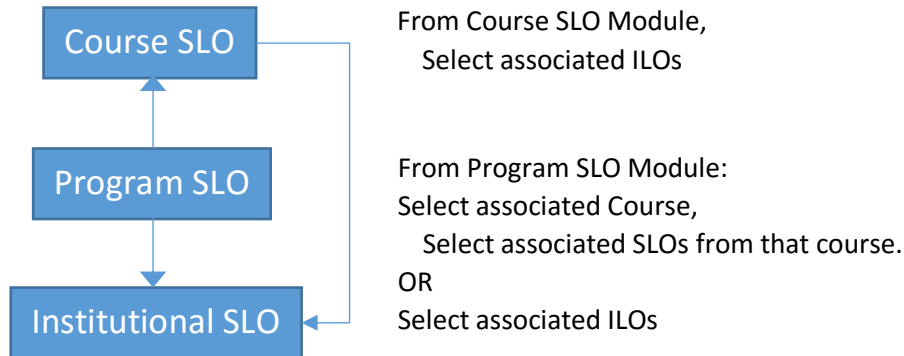 Course SLO
From Course SLO Module,
Select associated ILOs
Program SLO
From Program SLO Module:
Select associated Course,
Select associated SLOs from that course.
OR
Select associated ILOs
Institutional SLO